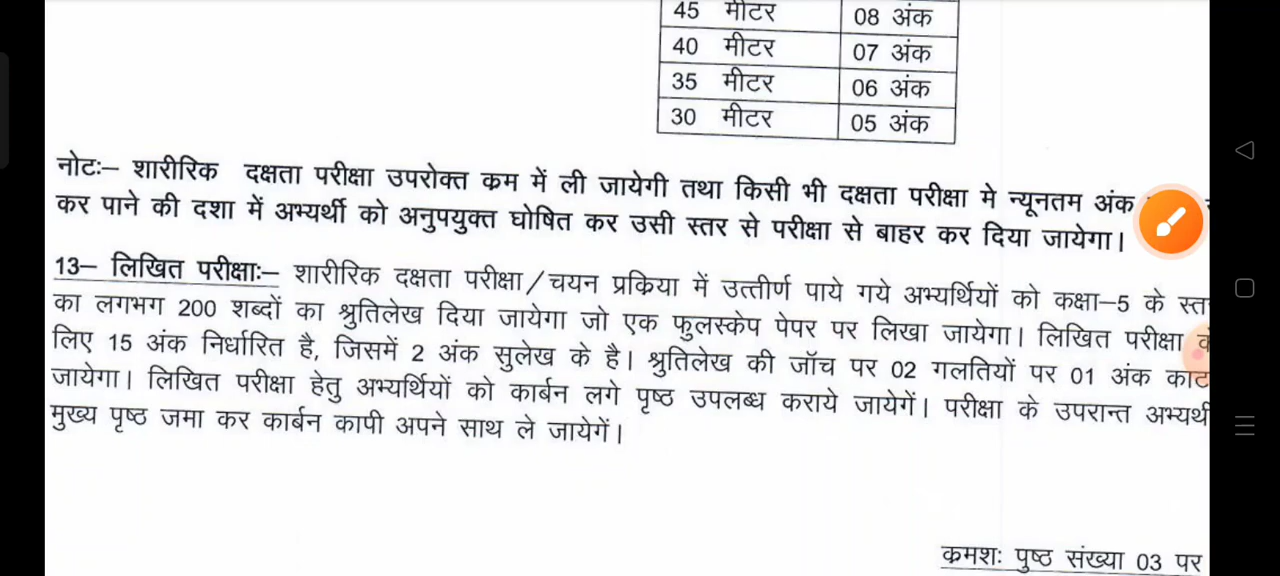 45 मीटर 08 अंक
40 मीटर 07 अंक
35 मीटर 06 अंक
30 मीटर 05 अंक
नोटः– शारीरिक दक्षता परीक्षा उपरोक्त क्रम में ली जायेगी तथा किसी भी दक्षता परीक्षा मे न्यूनतम अंक
कर पाने की दशा में अभ्यर्थी को अनुपयुक्त घोषित कर उसी स्तर से परीक्षा से बाहर कर दिया जायेगा।
13– लिखित परीक्षाः– शारीरिक दक्षता परीक्षा/चयन प्रक्रिया में उत्तीर्ण पाये गये अभ्यर्थियों को कक्षा–5 के
का लगभग 200 शब्दों का श्रुतिलेख दिया जायेगा जो एक फुलस्केप पेपर पर लिखा जायेगा। लिखित परीक्षा
लिए 15 अंक निर्धारित है, जिसमें 2 अंक सुलेख के है। श्रुतिलेख की जॉच पर 02 गलतियों पर 01 अंक काट
जायेगा। लिखित परीक्षा हेतु अभ्यर्थियों को कार्बन लगे पृष्ठ उपलब्ध कराये जायेगें। परीक्षा के उपरान्त अभ्यर्थी
मुख्य पृष्ठ जमा कर कार्बन कापी अपने साथ ले जायेगें।
क्रमशः पुष्ठ संख्या 03 पर